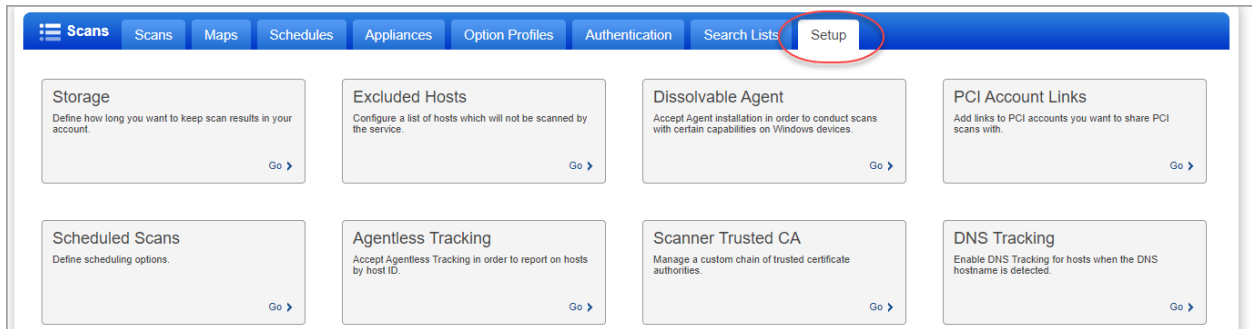 Scans Scans Maps Schedules Appliances Option Profiles Authentication Search Lists Setup
Storage
Define how long you want to keep scan results in your
account.
Go
Excluded Hosts
Configure a list of hosts which will not be scanned by
the service.
Go
Dissolvable Agent
Accept Agent installation in order to conduct scans
with certain capabilities on Windows devices.
Go
PCI Account Links
Add links to PCI accounts you want to share PCI
scans with.
Go
Scheduled Scans
Define scheduling options.
Go
Agentless Tracking
Accept Agentless Tracking in order to report on hosts
by host ID.
Go
Scanner Trusted CA
Manage a custom chain of trusted certificate
authorities.
Go
DNS Tracking
Enable DNS Tracking for hosts when the DNS
hostname is detected.
Go